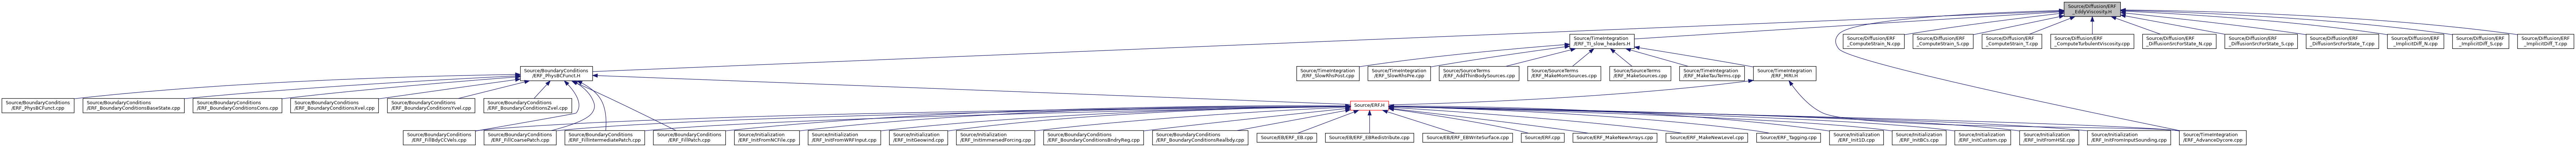 Source/Diffusion/ERF
_EddyViscosity.H
Source/TimeIntegration
/ERF_TI_slow_headers.H
Source/Diffusion/ERF
_ComputeStrain_N.cpp
Source/Diffusion/ERF
_ComputeStrain_S.cpp
Source/Diffusion/ERF
_ComputeStrain_T.cpp
Source/Diffusion/ERF
_ComputeTurbulentViscosity.cpp
Source/Diffusion/ERF
_DiffusionSrcForState_N.cpp
Source/Diffusion/ERF
_DiffusionSrcForState_S.cpp
Source/Diffusion/ERF
_DiffusionSrcForState_T.cpp
Source/Diffusion/ERF
_ImplicitDiff_N.cpp
Source/Diffusion/ERF
_ImplicitDiff_S.cpp
Source/Diffusion/ERF
_ImplicitDiff_T.cpp
Source/BoundaryConditions
/ERF_PhysBCFunct.H
Source/TimeIntegration
/ERF_SlowRhsPost.cpp
Source/TimeIntegration
/ERF_SlowRhsPre.cpp
Source/SourceTerms
/ERF_AddThinBodySources.cpp
Source/SourceTerms
/ERF_MakeMomSources.cpp
Source/SourceTerms
/ERF_MakeSources.cpp
Source/TimeIntegration
/ERF_MakeTauTerms.cpp
Source/TimeIntegration
/ERF_MRI.H
Source/BoundaryConditions
/ERF_PhysBCFunct.cpp
Source/BoundaryConditions
/ERF_BoundaryConditionsBaseState.cpp
Source/BoundaryConditions
/ERF_BoundaryConditionsCons.cpp
Source/BoundaryConditions
/ERF_BoundaryConditionsXvel.cpp
Source/BoundaryConditions
/ERF_BoundaryConditionsYvel.cpp
Source/BoundaryConditions
/ERF_BoundaryConditionsZvel.cpp
Source/ERF.H
Source/BoundaryConditions
/ERF_FillBdyCCVels.cpp
Source/BoundaryConditions
/ERF_FillCoarsePatch.cpp
Source/BoundaryConditions
/ERF_FillIntermediatePatch.cpp
Source/BoundaryConditions
/ERF_FillPatch.cpp
Source/Initialization
/ERF_InitFromNCFile.cpp
Source/Initialization
/ERF_InitFromWRFInput.cpp
Source/Initialization
/ERF_InitGeowind.cpp
Source/Initialization
/ERF_InitImmersedForcing.cpp
Source/BoundaryConditions
/ERF_BoundaryConditionsBndryReg.cpp
Source/BoundaryConditions
/ERF_BoundaryConditionsRealbdy.cpp
Source/EB/ERF_EB.cpp
Source/EB/ERF_EBRedistribute.cpp
Source/EB/ERF_EBWriteSurface.cpp
Source/ERF.cpp
Source/ERF_MakeNewArrays.cpp
Source/ERF_MakeNewLevel.cpp
Source/ERF_Tagging.cpp
Source/Initialization
/ERF_Init1D.cpp
Source/Initialization
/ERF_InitBCs.cpp
Source/Initialization
/ERF_InitCustom.cpp
Source/Initialization
/ERF_InitFromHSE.cpp
Source/Initialization
/ERF_InitFromInputSounding.cpp
Source/TimeIntegration
/ERF_AdvanceDycore.cpp